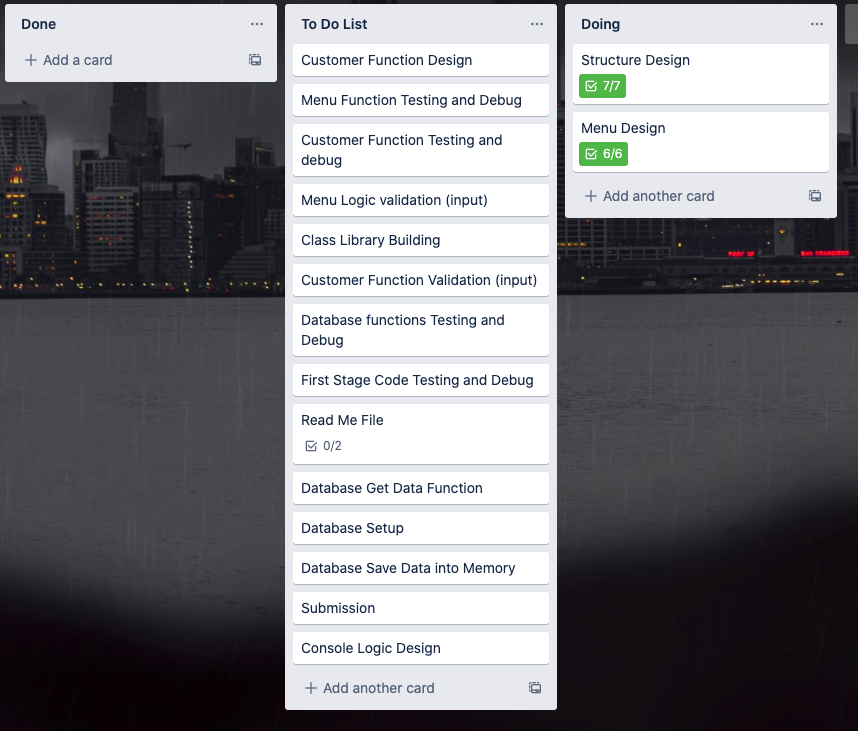 Done
Add a card
To Do List
Customer Function Design
Menu Function Testing and Debug
Customer Function Testing and
debug
Menu Logic validation (input)
Class Library Building
Customer Function Validation (input)
Database functions Testing and
Debug
First Stage Code Testing and Debug
Read Me File
0/2
Database Get Data Function
Database Setup
Database Save Data into Memory
Submission
Console Logic Design
Add another card
Doing
Structure Design
7/7
Menu Design
6/6
Add another card
PORT OF SAN FRANCISCO